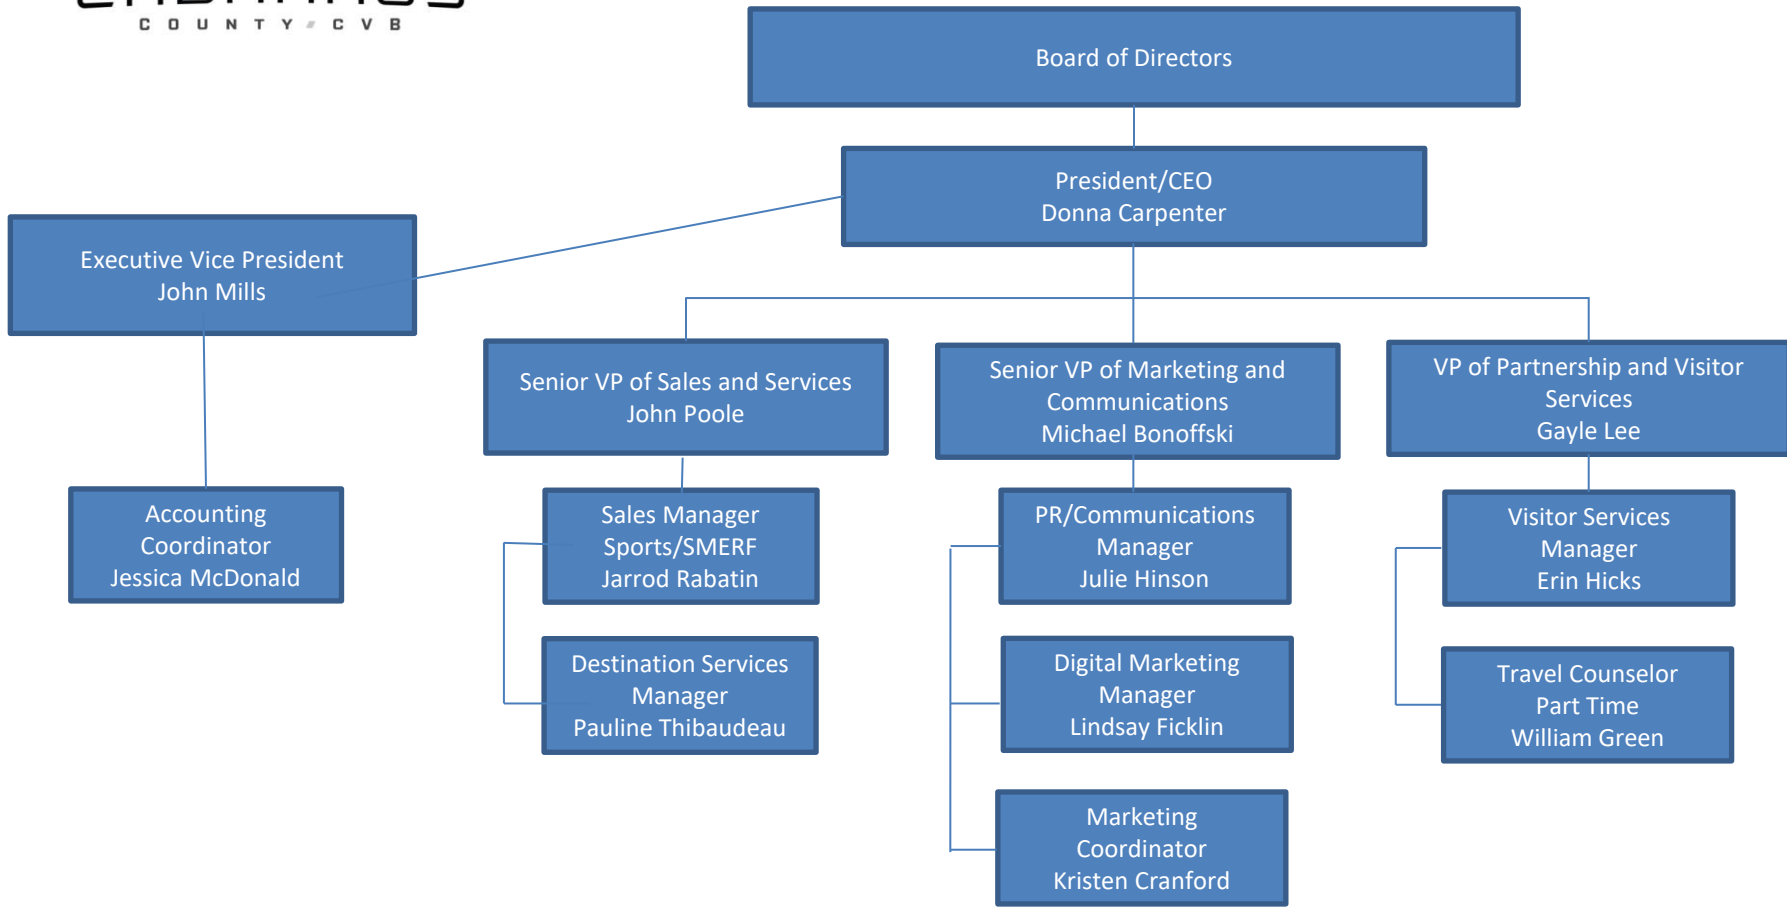 COUNTY CVB
Board of Directors
President/CEO
Donna Carpenter
Executive Vice President
John Mills
Senior VP of Sales and Services
John Poole
Senior VP of Marketing and
Communications
Michael Bonoffski
VP of Partnership and Visitor
Services
Gayle Lee
Accounting
Coordinator
Jessica McDonald
Sales Manager
Sports/SMERF
Jarrod Rabatin
PR/Communications
Manager
Julie Hinson
Visitor Services
Manager
Erin Hicks
Destination Services
Manager
Pauline Thibaudeau
Digital Marketing
Manager
Lindsay Ficklin
Travel Counselor
Part Time
William Green
Marketing
Coordinator
Kristen Cranford